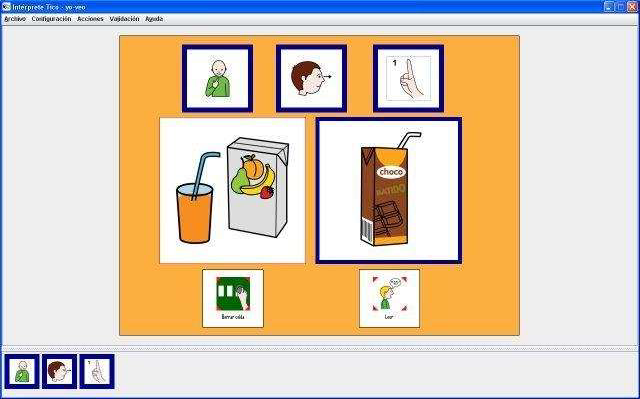 Intérprete Tico - yo-veo
Archivo Configuración Acciones Validación Ayuda
1
choco
BATIDO
Borrar celda
Leer
1